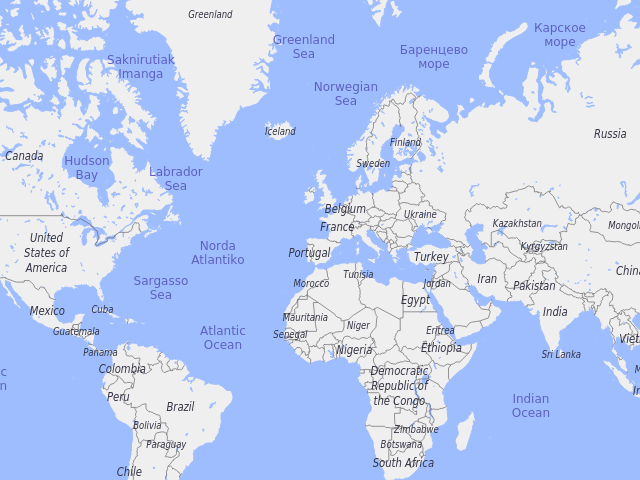 Greenland
Карское
море
Greenland
Sea
Баренцево
море
Saknirutiak
Imanga
Norwegian
Sea
Iceland
Russia
Finland
Canada
Sweden
Hudson
Bay
Labrador
Sea
Belgium
Ukraine
Kazakhstan
Mongol
France
United
States of
America
Norda
Atlantiko
Kyrgyzstan
Portugal
Turkey
China
Tunisia
Iran
Sargasso
Sea
Morocco
Jordan
Pakistan
Egypt
Mexico
Cuba
India
Mauritania
Niger
Guatemala
Atlantic
Ocean
Senegal
Eritrea
Viet
Panama
Nigeria
Ethiopia
Sri Lanka
Colombia
Democratic
Republic of
the Congo
c
n
M
In
Peru
Brazil
Indian
Ocean
Bolivia
Zimbabwe
Paraguay
Botswana
Chile
South Africa